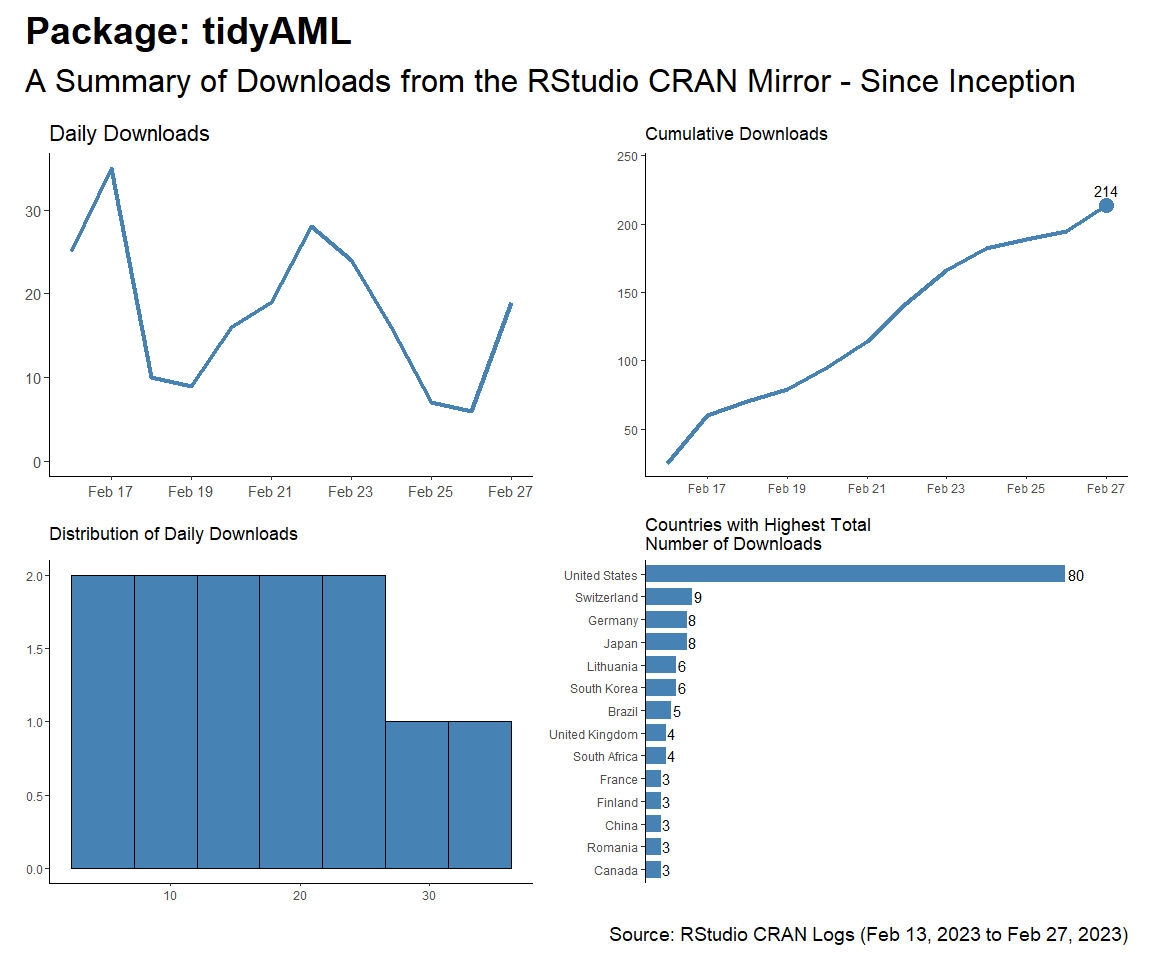 Package: tidyAML
A Summary of Downloads from the RStudio CRAN Mirror - Since Inception
Daily Downloads
30
20
10
0
Feb 17 Feb 19 Feb 21 Feb 23 Feb 25 Feb 27
Cumulative Downloads
250
200
150
100
50
214
Feb 17 Feb 19 Feb 21 Feb 23 Feb 25 Feb 27
Distribution of Daily Downloads
2.0
1.5
1.0
0.5
0.0
10 20 30
Countries with Highest Total
Number of Downloads
United States 80
Switzerland 9
Germany 8
Japan 8
Lithuania 6
South Korea 6
Brazil 5
United Kingdom 4
South Africa 4
France 3
Finland 3
China 3
Romania 3
Canada 3
Source: RStudio CRAN Logs (Feb 13, 2023 to Feb 27, 2023)